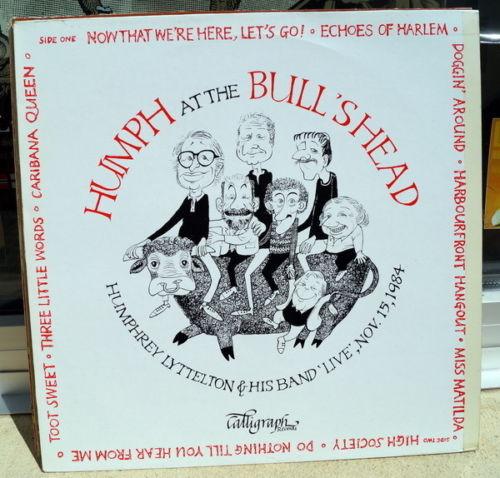 SIDE ONE NOW THAT WE'RE HERE, LET'S GO! ◦ ECHOES OF HARLEM ◦
DOGGIN' AROUND ◦ HARBOURFRONT HANGOUT ◦ MISS MATILDA
SIDE TWO HIGH SOCIETY ◦ DO NOTHING TILL YOU HEAR FROM ME ◦
TOOT SWEET ◦ THREE LITTLE WORDS ◦ CARIBANA QUEEN ◦
HUMPH AT THE BULL'S HEAD
HUMPHREY LYTTELTON & HIS BAND 'LIVE', NOV. 13, 1984
Calligraph
Records